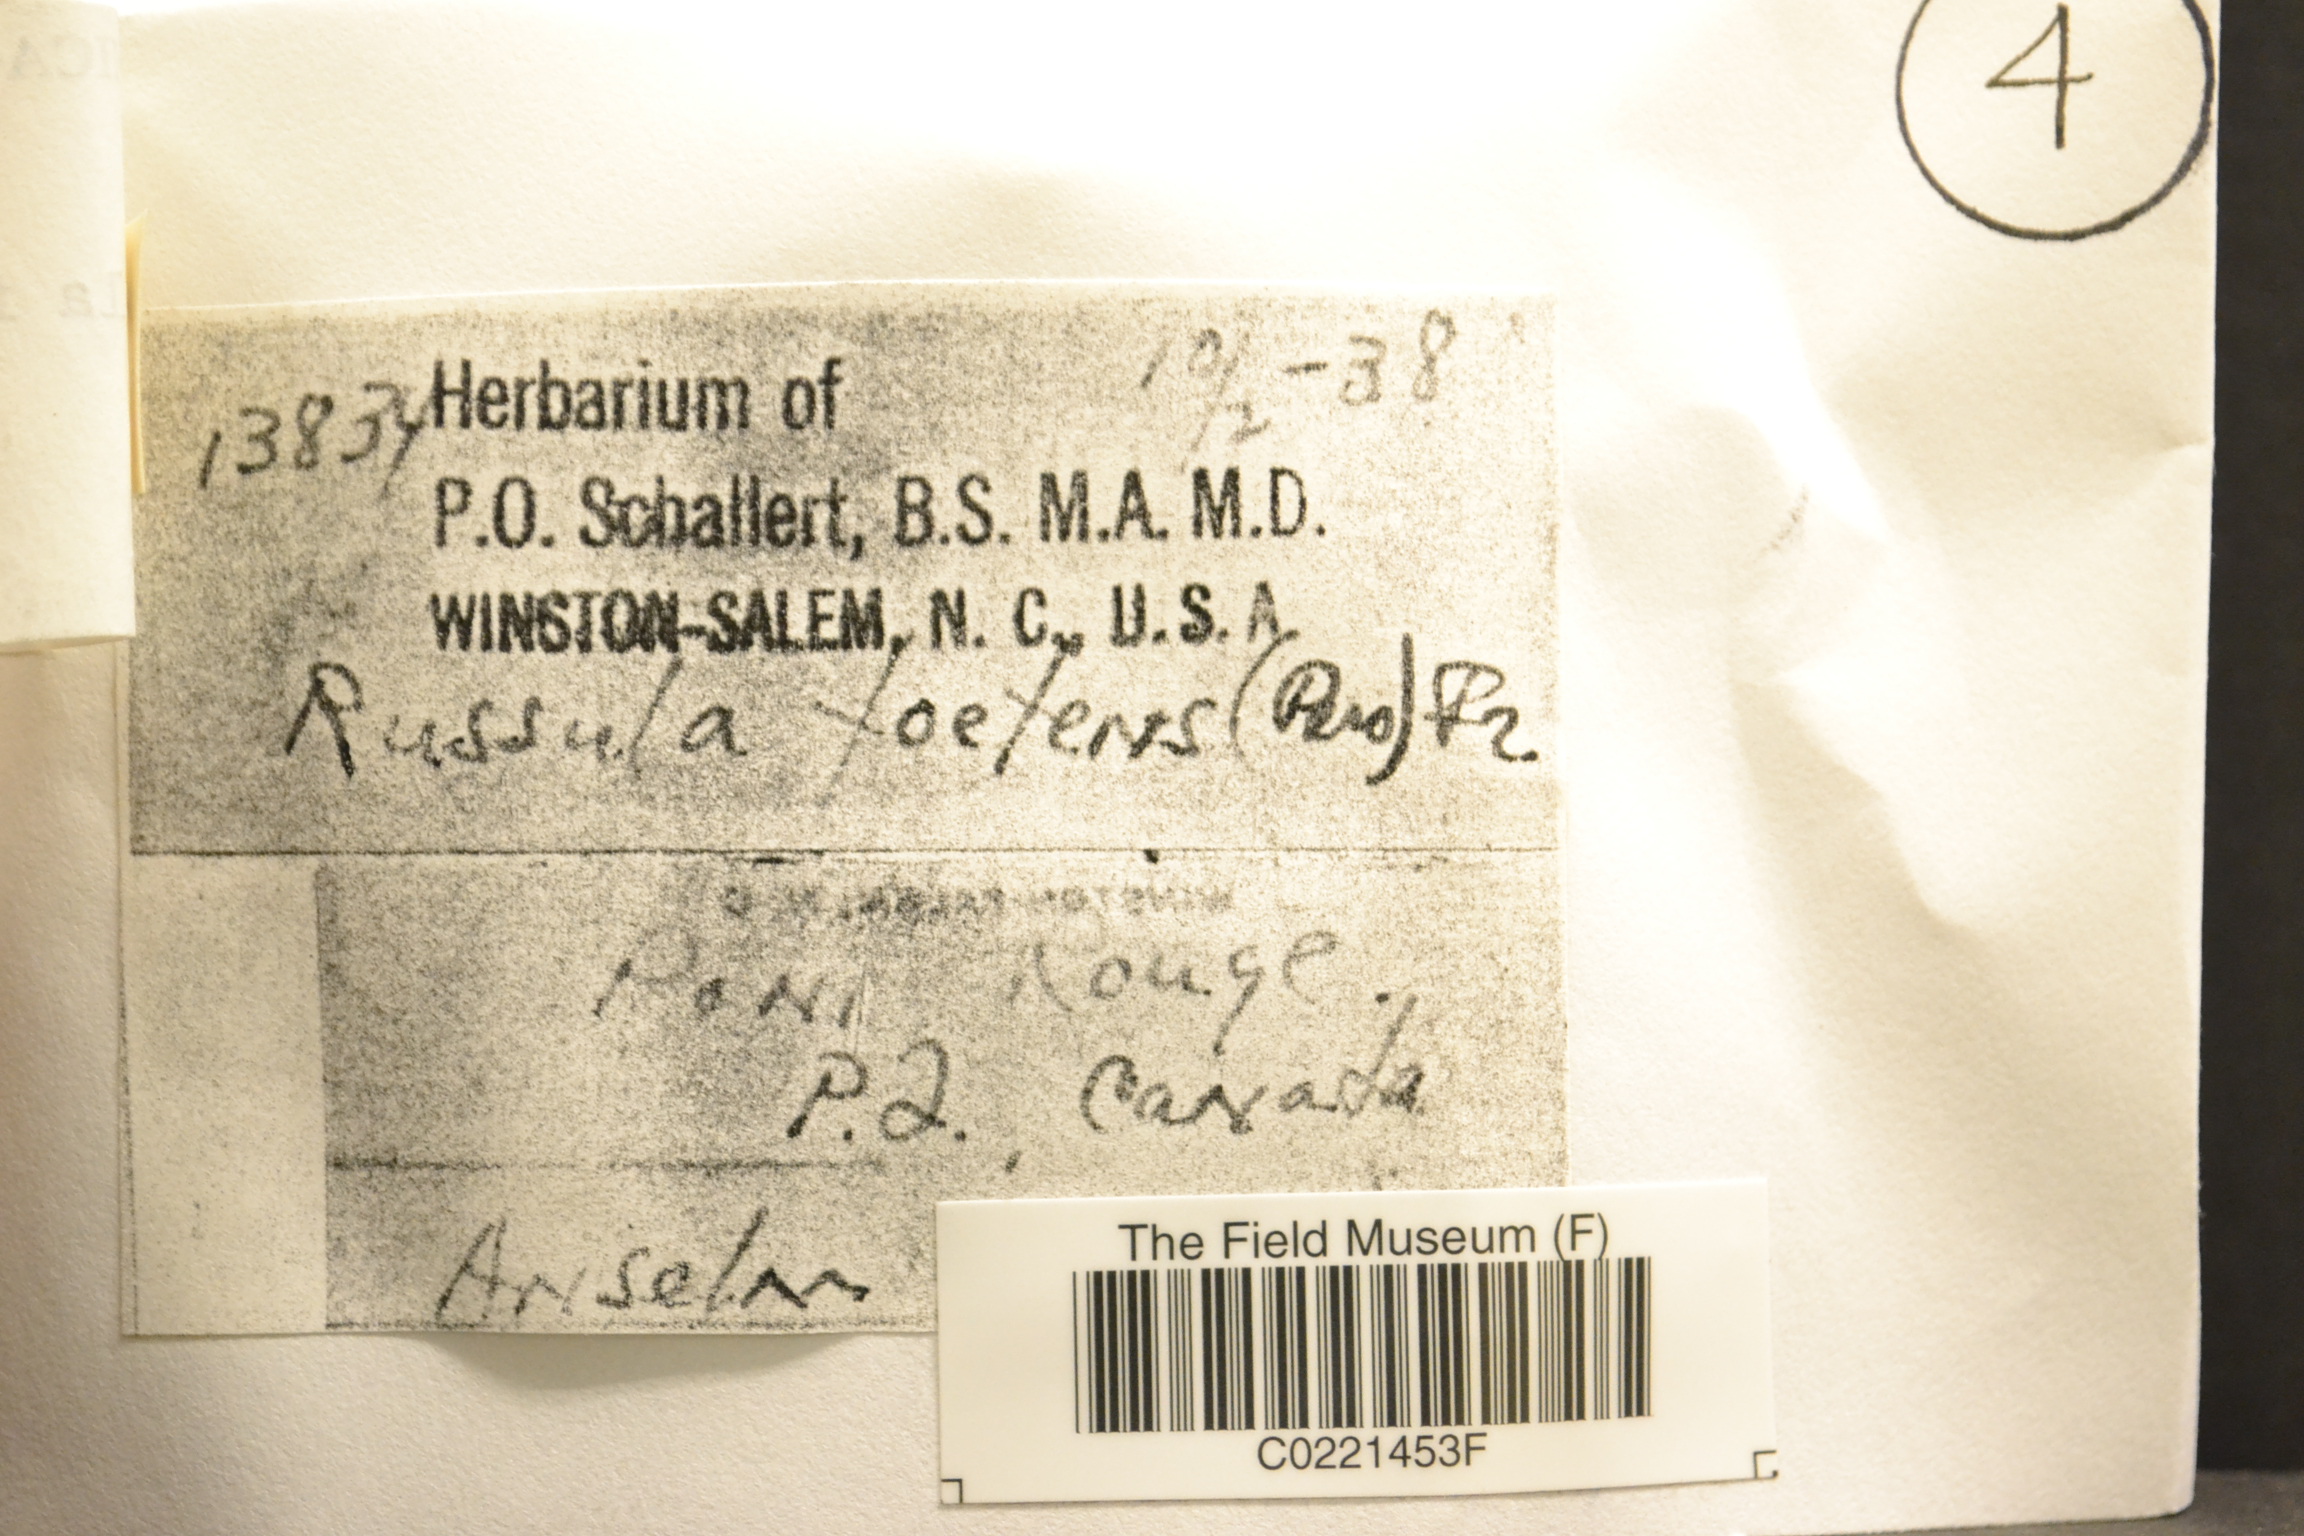 4
13834 Herbarium of 10/2-38
P.O. Schallert, B.S. M.A. M.D.
WINSTON-SALEM, N. C., U.S.A.
Russula foetens (Pers) Fr.
Pont Rouge.
P.Q., Canada
Anselm
The Field Museum (F)
C0221453F